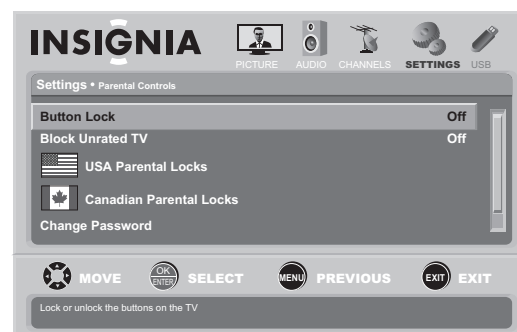 INSIGNIA
PICTURE AUDIO CHANNELS SETTINGS USB
Settings • Parental Controls
Button Lock Off
Block Unrated TV Off
USA Parental Locks
Canadian Parental Locks
Change Password
MOVE OK ENTER SELECT MENU PREVIOUS EXIT EXIT
Lock or unlock the buttons on the TV